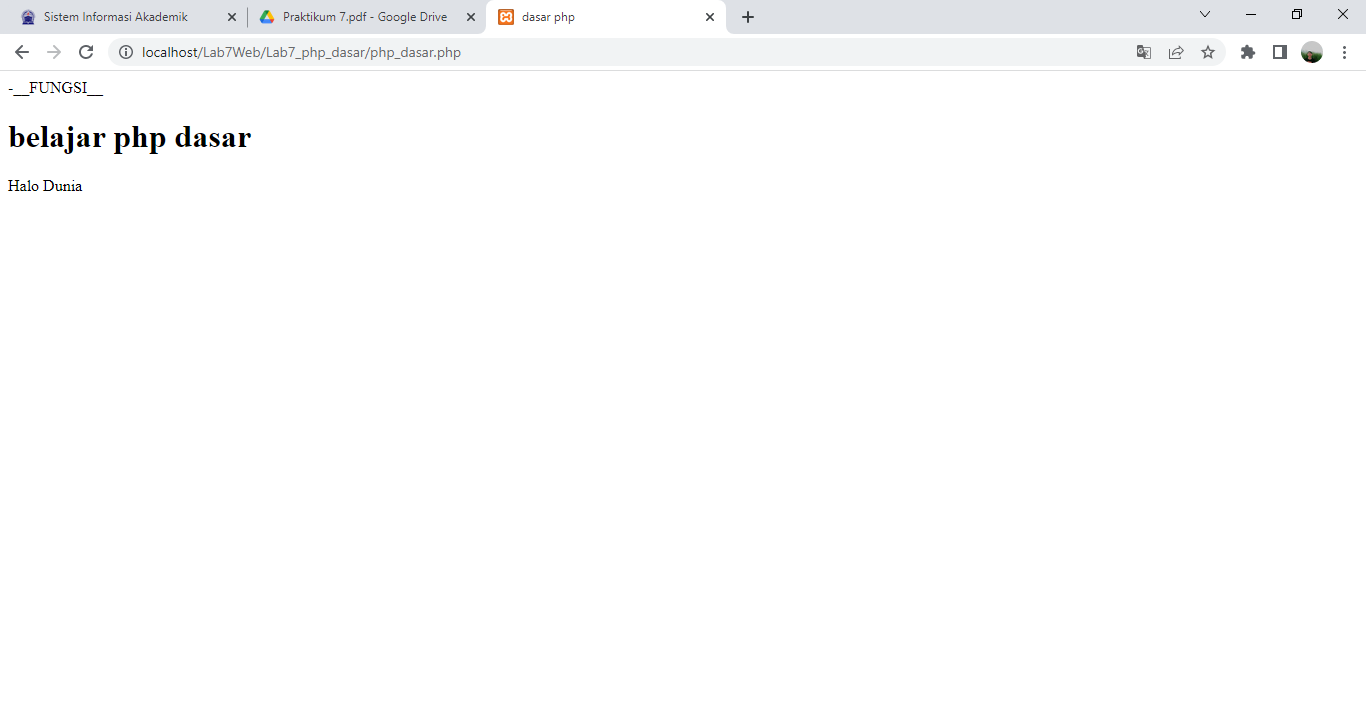 Sistem Informasi Akademik
Praktikum 7.pdf - Google Drive
dasar php
localhost/Lab7Web/Lab7_php_dasar/php_dasar.php
-__FUNGSI__
belajar php dasar
Halo Dunia